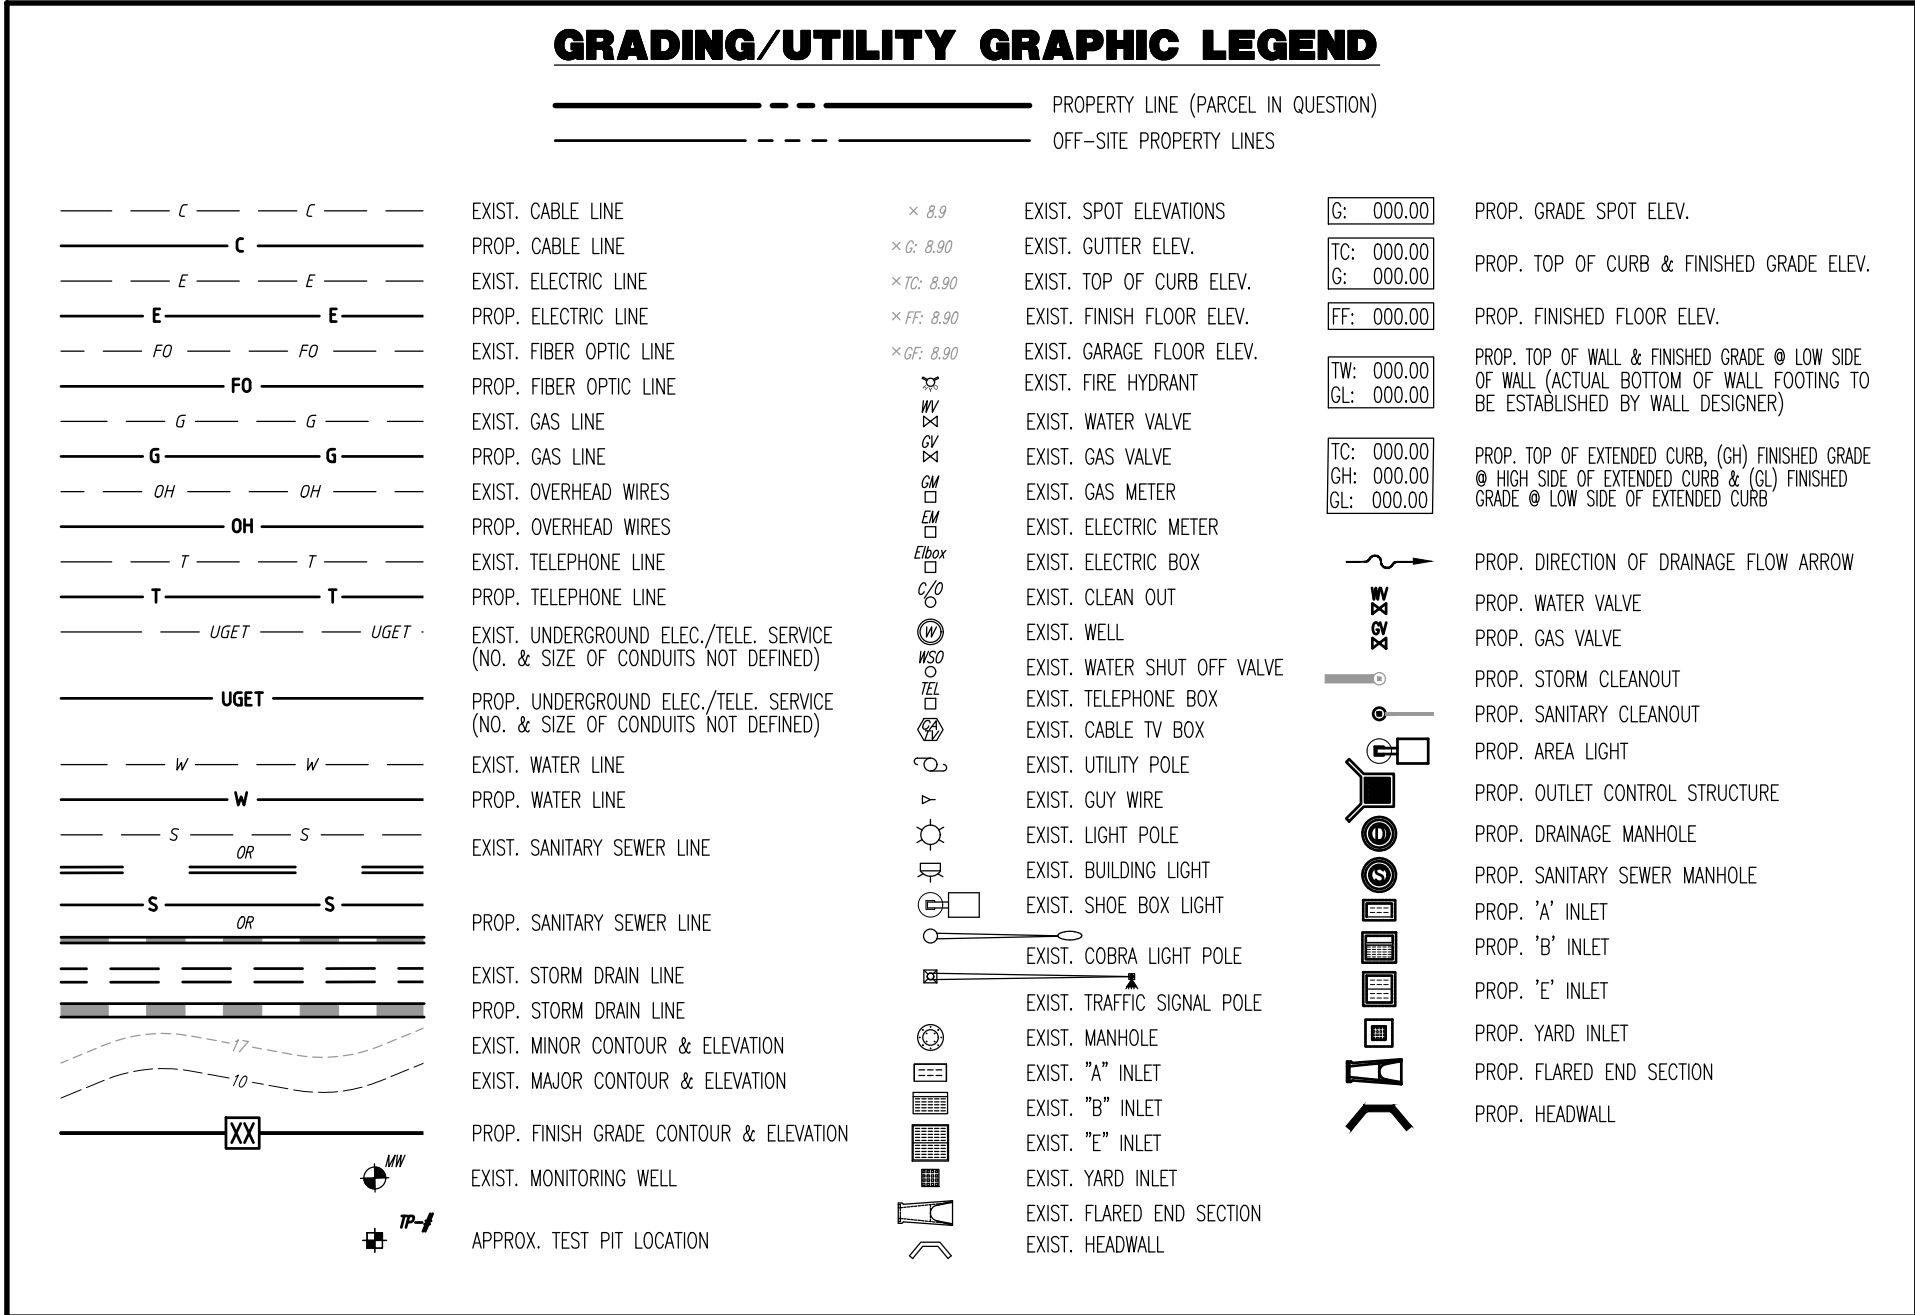 GRADING/UTILITY GRAPHIC LEGEND
PROPERTY LINE (PARCEL IN QUESTION)
OFF-SITE PROPERTY LINES
C C EXIST. CABLE LINE
C PROP. CABLE LINE
E E EXIST. ELECTRIC LINE
E E PROP. ELECTRIC LINE
FO FO EXIST. FIBER OPTIC LINE
FO PROP. FIBER OPTIC LINE
G G EXIST. GAS LINE
G G PROP. GAS LINE
OH OH EXIST. OVERHEAD WIRES
OH PROP. OVERHEAD WIRES
T T EXIST. TELEPHONE LINE
T T PROP. TELEPHONE LINE
UGET UGET EXIST. UNDERGROUND ELEC./TELE. SERVICE
(NO. & SIZE OF CONDUITS NOT DEFINED)
UGET PROP. UNDERGROUND ELEC./TELE. SERVICE
(NO. & SIZE OF CONDUITS NOT DEFINED)
W W EXIST. WATER LINE
W PROP. WATER LINE
S S
OR
EXIST. SANITARY SEWER LINE
S S
OR
PROP. SANITARY SEWER LINE
EXIST. STORM DRAIN LINE
PROP. STORM DRAIN LINE
17 EXIST. MINOR CONTOUR & ELEVATION
10 EXIST. MAJOR CONTOUR & ELEVATION
XX PROP. FINISH GRADE CONTOUR & ELEVATION
MW
EXIST. MONITORING WELL
TP-#
APPROX. TEST PIT LOCATION
× 8.9 EXIST. SPOT ELEVATIONS
× G: 8.90 EXIST. GUTTER ELEV.
× TC: 8.90 EXIST. TOP OF CURB ELEV.
× FF: 8.90 EXIST. FINISH FLOOR ELEV.
× GF: 8.90 EXIST. GARAGE FLOOR ELEV.
EXIST. FIRE HYDRANT
WV
EXIST. WATER VALVE
GV
EXIST. GAS VALVE
GM
EXIST. GAS METER
EM
EXIST. ELECTRIC METER
Elbox
EXIST. ELECTRIC BOX
C/O
EXIST. CLEAN OUT
W EXIST. WELL
WSO
EXIST. WATER SHUT OFF VALVE
TEL
EXIST. TELEPHONE BOX
CA
TV
EXIST. CABLE TV BOX
EXIST. UTILITY POLE
EXIST. GUY WIRE
EXIST. LIGHT POLE
EXIST. BUILDING LIGHT
EXIST. SHOE BOX LIGHT
EXIST. COBRA LIGHT POLE
EXIST. TRAFFIC SIGNAL POLE
EXIST. MANHOLE
EXIST. "A" INLET
EXIST. "B" INLET
EXIST. "E" INLET
EXIST. YARD INLET
EXIST. FLARED END SECTION
EXIST. HEADWALL
G: 000.00 PROP. GRADE SPOT ELEV.
TC: 000.00
G: 000.00
PROP. TOP OF CURB & FINISHED GRADE ELEV.
FF: 000.00 PROP. FINISHED FLOOR ELEV.
TW: 000.00
GL: 000.00
PROP. TOP OF WALL & FINISHED GRADE @ LOW SIDE
OF WALL (ACTUAL BOTTOM OF WALL FOOTING TO
BE ESTABLISHED BY WALL DESIGNER)
TC: 000.00
GH: 000.00
GL: 000.00
PROP. TOP OF EXTENDED CURB, (GH) FINISHED GRADE
@ HIGH SIDE OF EXTENDED CURB & (GL) FINISHED
GRADE @ LOW SIDE OF EXTENDED CURB
PROP. DIRECTION OF DRAINAGE FLOW ARROW
WV
PROP. WATER VALVE
GV
PROP. GAS VALVE
PROP. STORM CLEANOUT
PROP. SANITARY CLEANOUT
PROP. AREA LIGHT
PROP. OUTLET CONTROL STRUCTURE
D PROP. DRAINAGE MANHOLE
S PROP. SANITARY SEWER MANHOLE
PROP. 'A' INLET
PROP. 'B' INLET
PROP. 'E' INLET
PROP. YARD INLET
PROP. FLARED END SECTION
PROP. HEADWALL